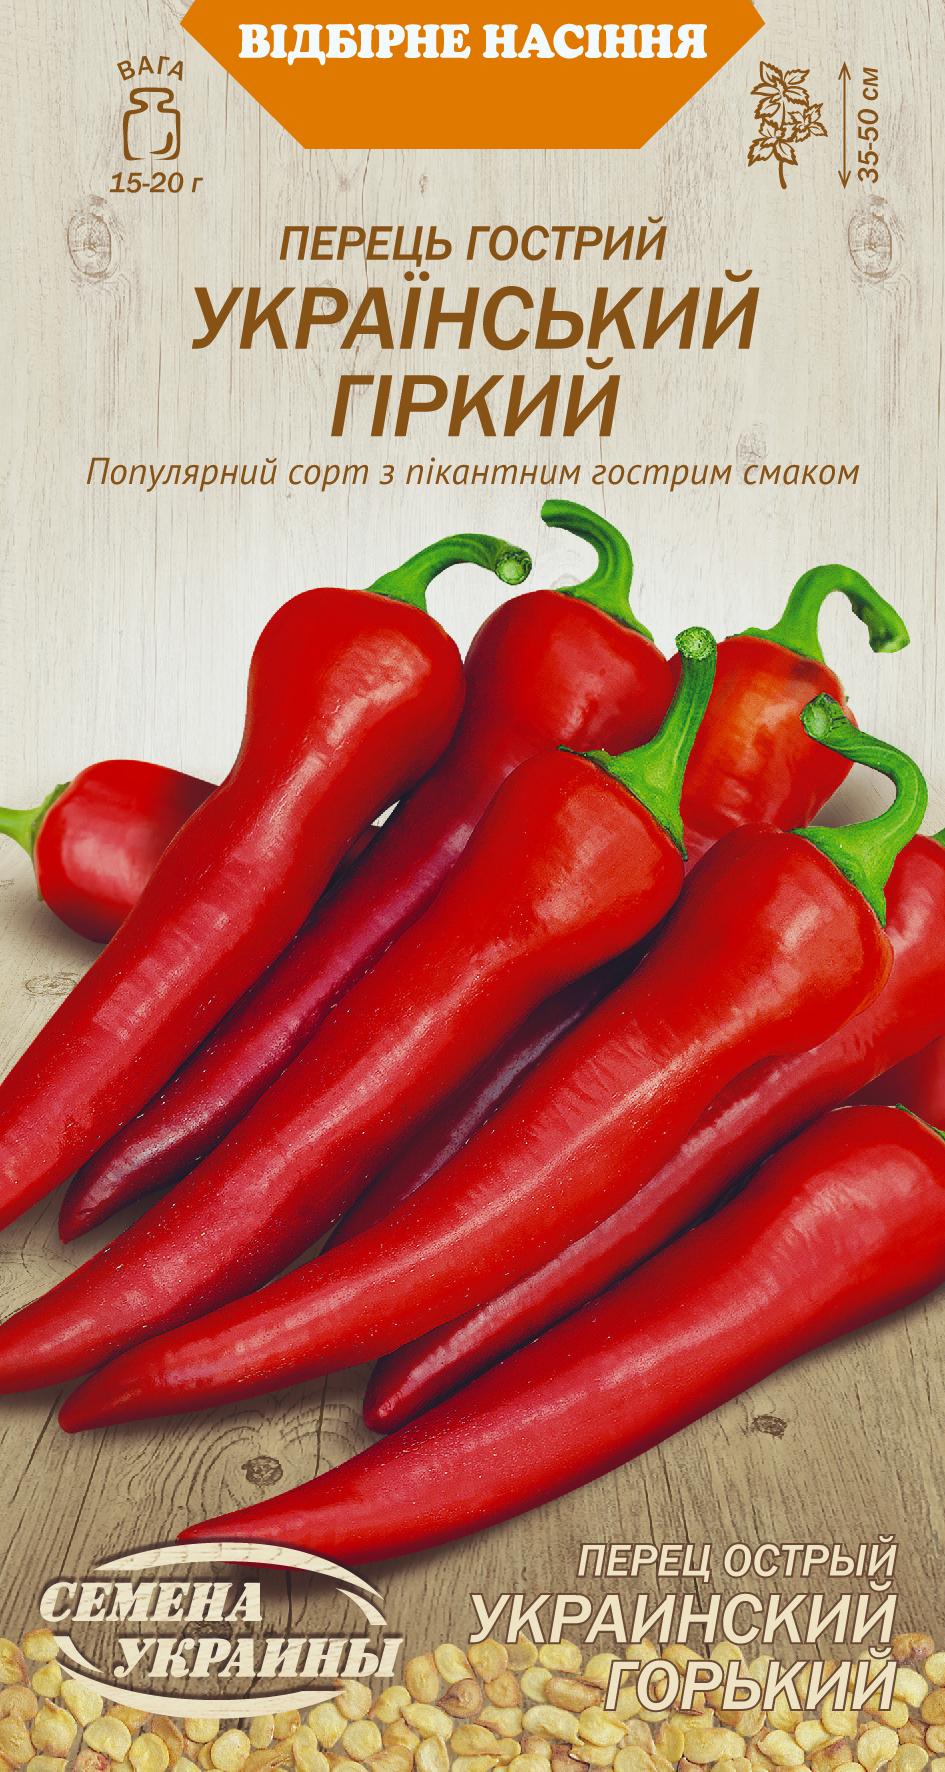 ВІДБІРНЕ НАСІННЯ
ВАГА
15-20 г
35-50 см
ПЕРЕЦЬ ГОСТРИЙ
УКРАЇНСЬКИЙ
ГІРКИЙ
Популярний сорт з пікантним гострим смаком
СЕМЕНА
УКРАИНЫ
ПЕРЕЦ ОСТРЫЙ
УКРАИНСКИЙ
ГОРЬКИЙ